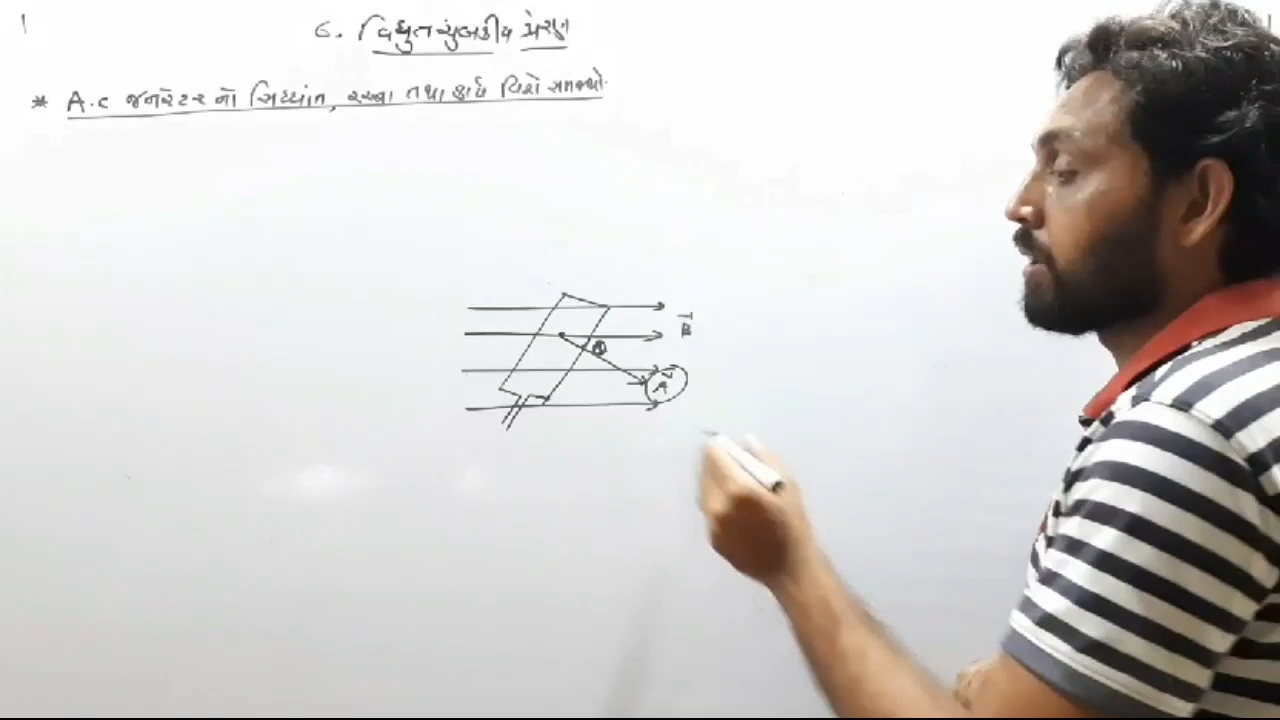 6. વિધુતચુંબકીય પ્રેરણ
* A.C જનરેટર નો સિધ્ધાંત, રચના તથા કાર્ય વિશે સમજાવો.
B
θ
A